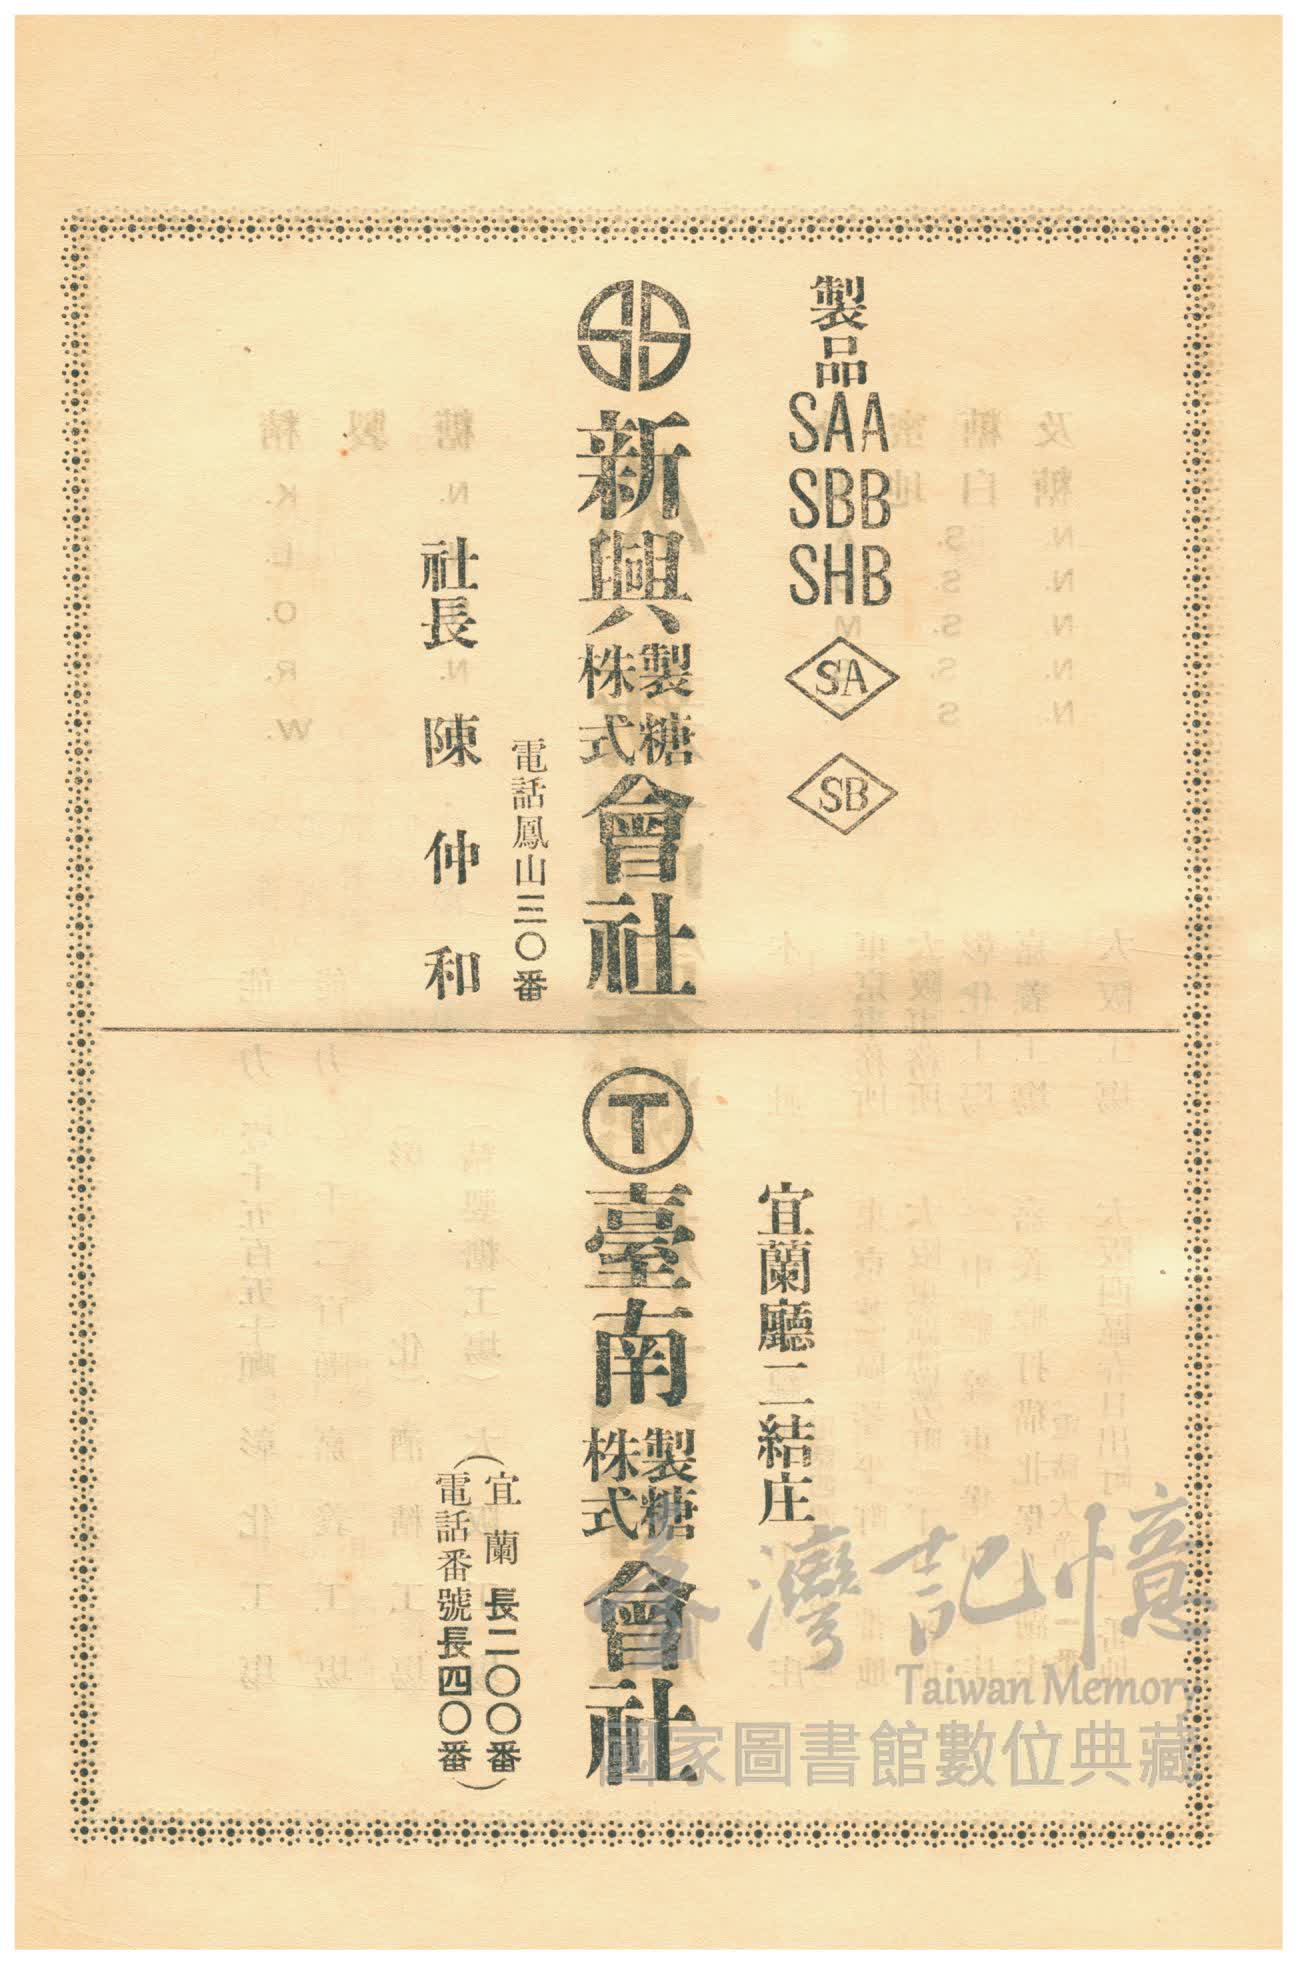 製品
SAA
SBB
SHB
SA
SB
新興製糖株式會社
電話鳳山三〇番
社長 陳仲和
宜蘭廳二結庄
T
臺南製糖株式會社
(宜蘭長二〇〇番
電話番號長四〇番)
臺灣記憶
Taiwan Memory
國家圖書館數位典藏